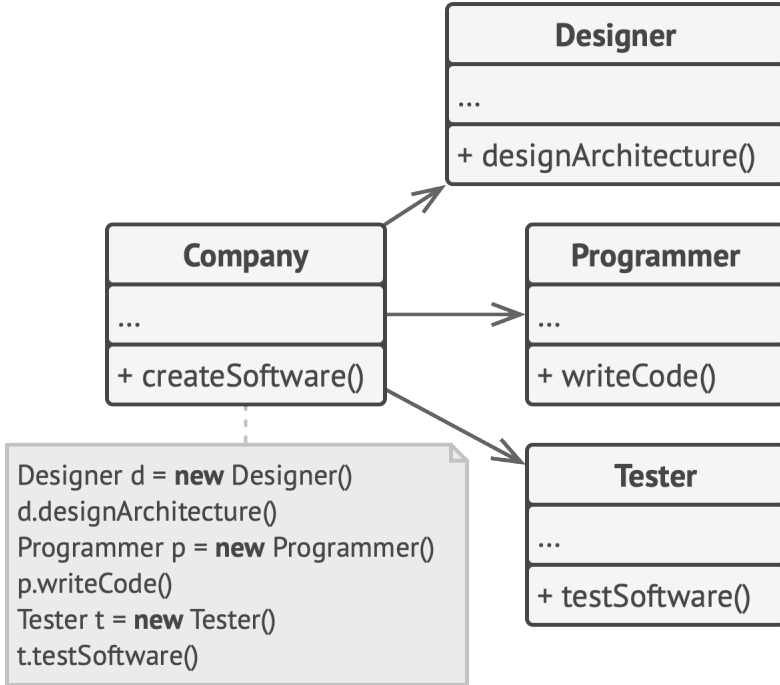 Designer
...
+ designArchitecture()
Company
...
+ createSoftware()
Programmer
...
+ writeCode()
Tester
...
+ testSoftware()
Designer d = new Designer()
d.designArchitecture()
Programmer p = new Programmer()
p.writeCode()
Tester t = new Tester()
t.testSoftware()